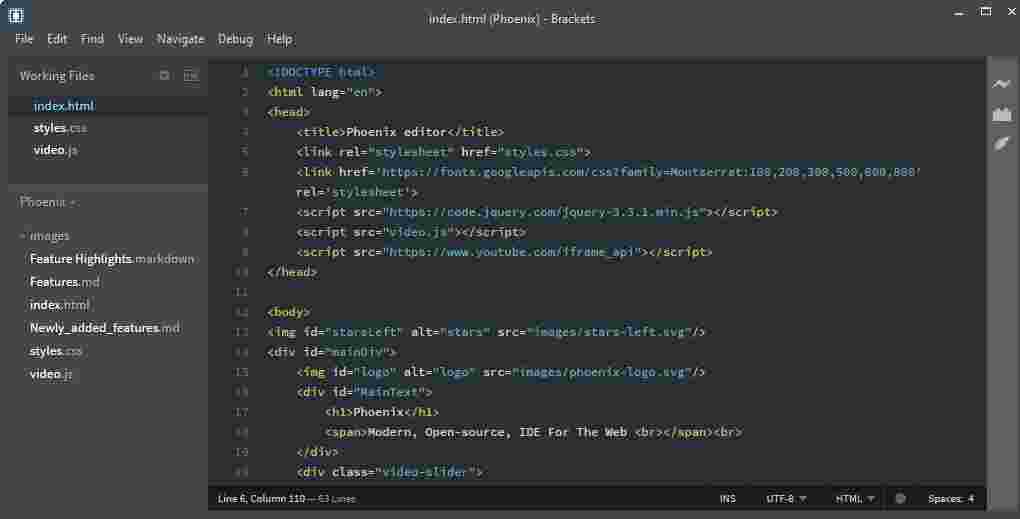 index.html (Phoenix) - Brackets
File Edit Find View Navigate Debug Help
Working Files
index.html
styles.css
video.js
Phoenix
images
Feature Highlights.markdown
Features.md
index.html
Newly_added_features.md
styles.css
video.js
1 <!DOCTYPE html>
2 <html lang="en">
3 <head>
4 <title>Phoenix editor</title>
5 <link rel="stylesheet" href="styles.css">
6 <link href='https://fonts.googleapis.com/css?family=Montserrat:100,200,300,500,600,800'
rel='stylesheet'>
7 <script src="https://code.jquery.com/jquery-3.3.1.min.js"></script>
8 <script src="video.js"></script>
9 <script src="https://www.youtube.com/iframe_api"></script>
10 </head>
11
12 <body>
13 <img id="starsLeft" alt="stars" src="images/stars-left.svg"/>
14 <div id="mainDiv">
15 <img id="logo" alt="logo" src="images/phoenix-logo.svg"/>
16 <div id="MainText">
17 <h1>Phoenix</h1>
18 <span>Modern, Open-source, IDE For The Web <br></span><br>
19 </div>
20 <div class="video-slider">
Line 6, Column 110 — 63 Lines
INS UTF-8 HTML Spaces: 4